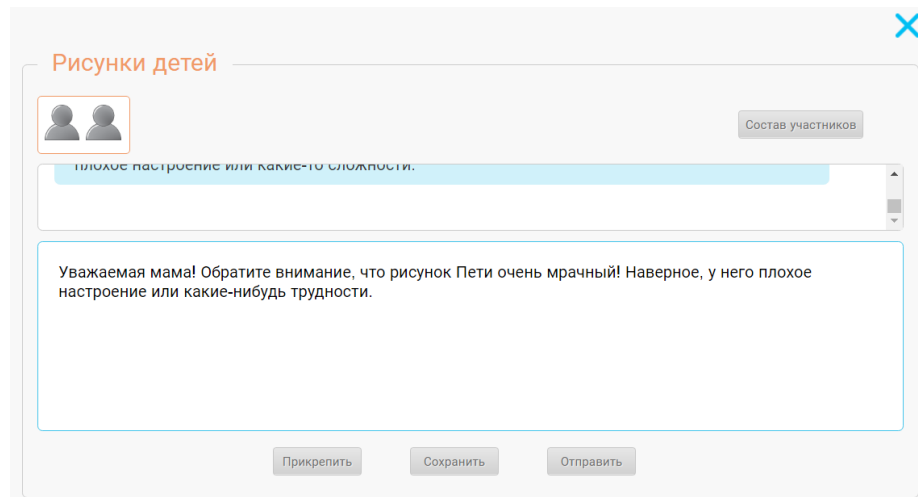 Рисунки детей
Состав участников
плохое настроение или какие-то сложности.
Уважаемая мама! Обратите внимание, что рисунок Пети очень мрачный! Наверное, у него плохое
настроение или какие-нибудь трудности.
Прикрепить Сохранить Отправить